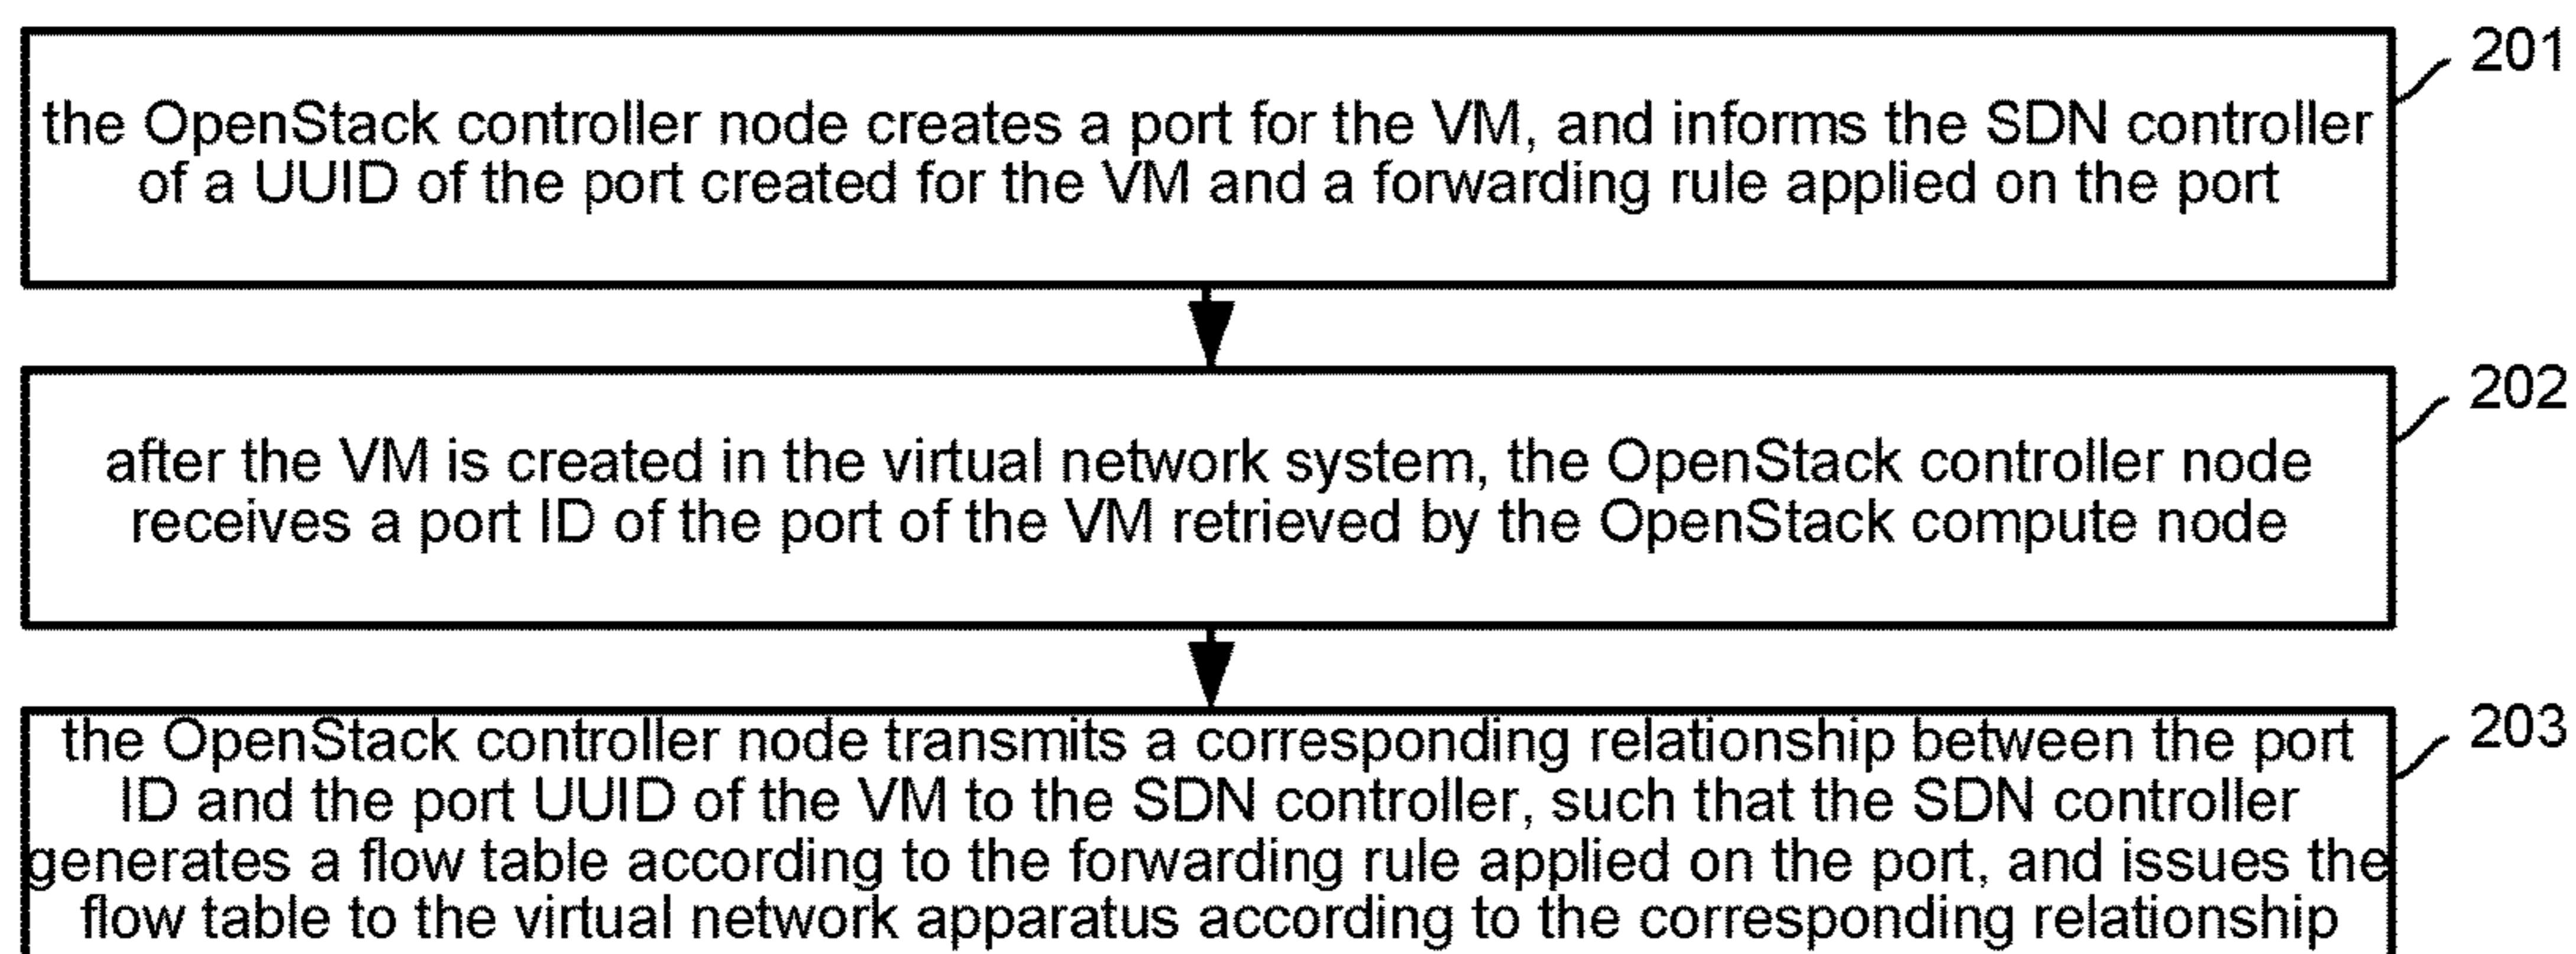 201
the OpenStack controller node creates a port for the VM, and informs the SDN controller
of a UUID of the port created for the VM and a forwarding rule applied on the port
202
after the VM is created in the virtual network system, the OpenStack controller node
receives a port ID of the port of the VM retrieved by the OpenStack compute node
203
the OpenStack controller node transmits a corresponding relationship between the port
ID and the port UUID of the VM to the SDN controller, such that the SDN controller
generates a flow table according to the forwarding rule applied on the port, and issues the
flow table to the virtual network apparatus according to the corresponding relationship